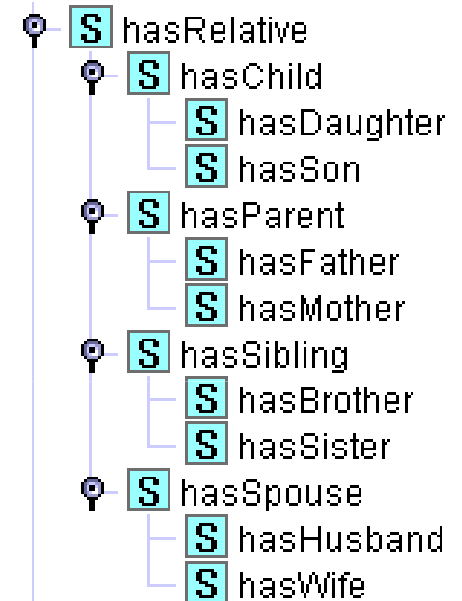 S hasRelative
S hasChild
S hasDaughter
S hasSon
S hasParent
S hasFather
S hasMother
S hasSibling
S hasBrother
S hasSister
S hasSpouse
S hasHusband
S hasWife